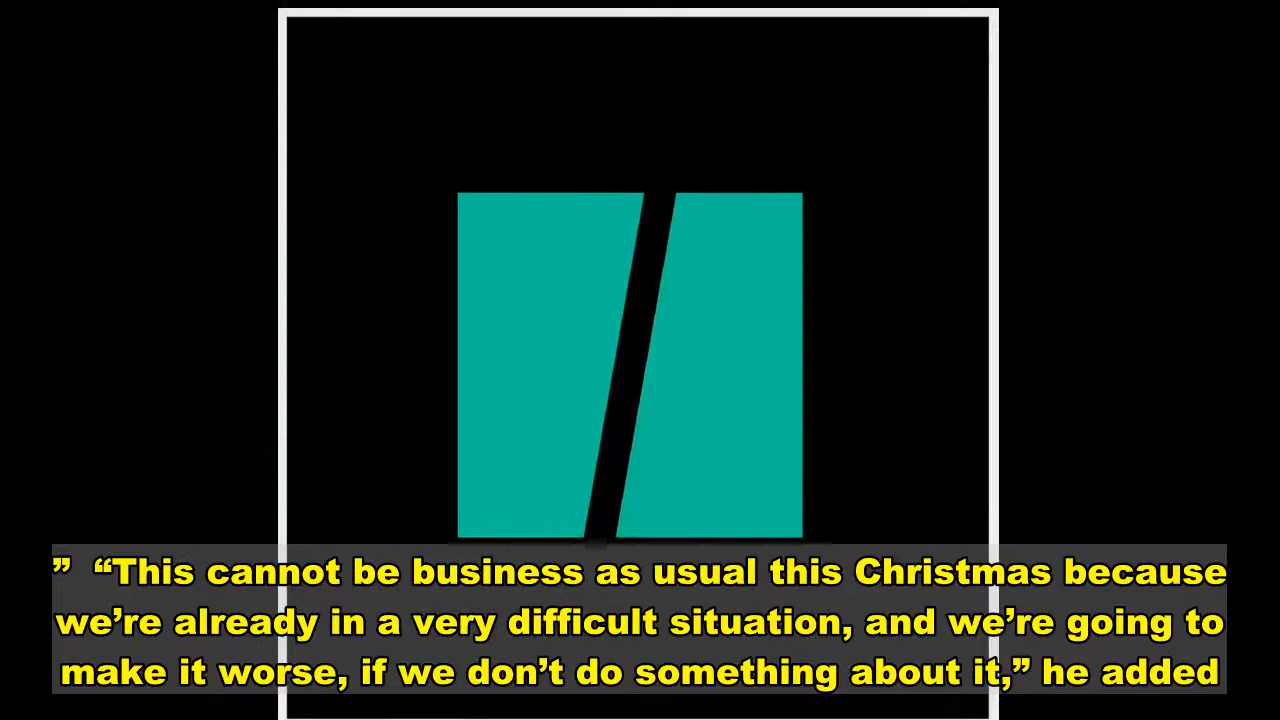 ” “This cannot be business as usual this Christmas because
we’re already in a very difficult situation, and we’re going to
make it worse, if we don’t do something about it,” he added